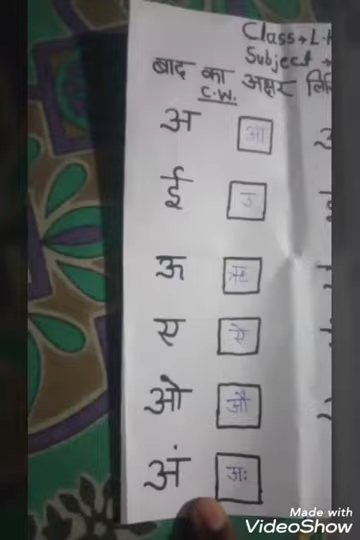 Class → L.K
Subject →
बाद का अक्षर लि
C.W.
अ आ
ई उ
ऊ ऋ
ए ऐ
ओ औ
अं अः
Made with
VideoShow